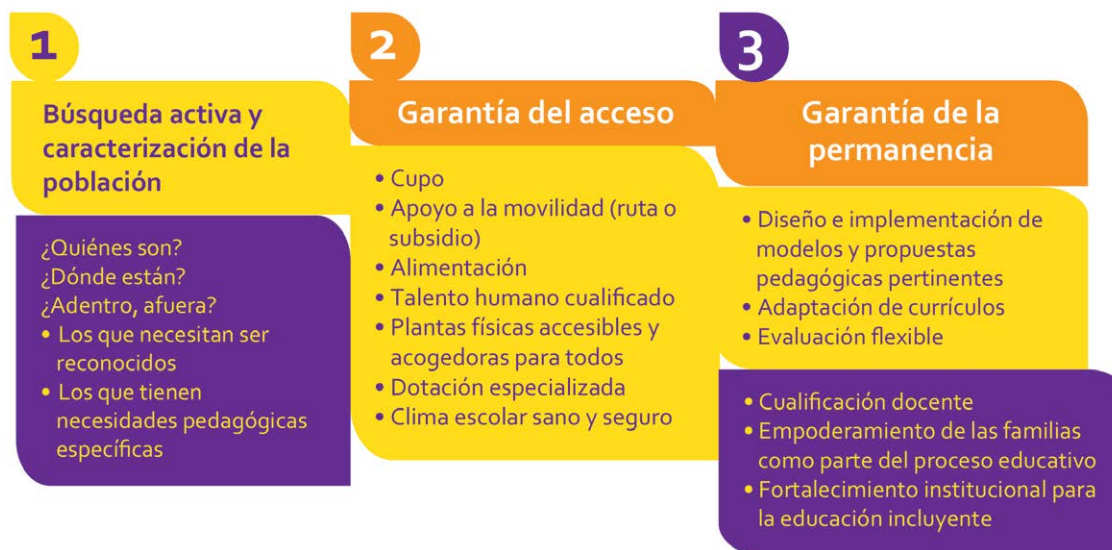 1
Búsqueda activa y
caracterización de la
población
¿Quiénes son?
¿Dónde están?
¿Adentro, afuera?
• Los que necesitan ser
reconocidos
• Los que tienen
necesidades pedagógicas
específicas
2
Garantía del acceso
• Cupo
• Apoyo a la movilidad (ruta o
subsidio)
• Alimentación
• Talento humano cualificado
• Plantas físicas accesibles y
acogedoras para todos
• Dotación especializada
• Clima escolar sano y seguro
3
Garantía de la
permanencia
• Diseño e implementación de
modelos y propuestas
pedagógicas pertinentes
• Adaptación de currículos
• Evaluación flexible
• Cualificación docente
• Empoderamiento de las familias
como parte del proceso educativo
• Fortalecimiento institucional para
la educación incluyente